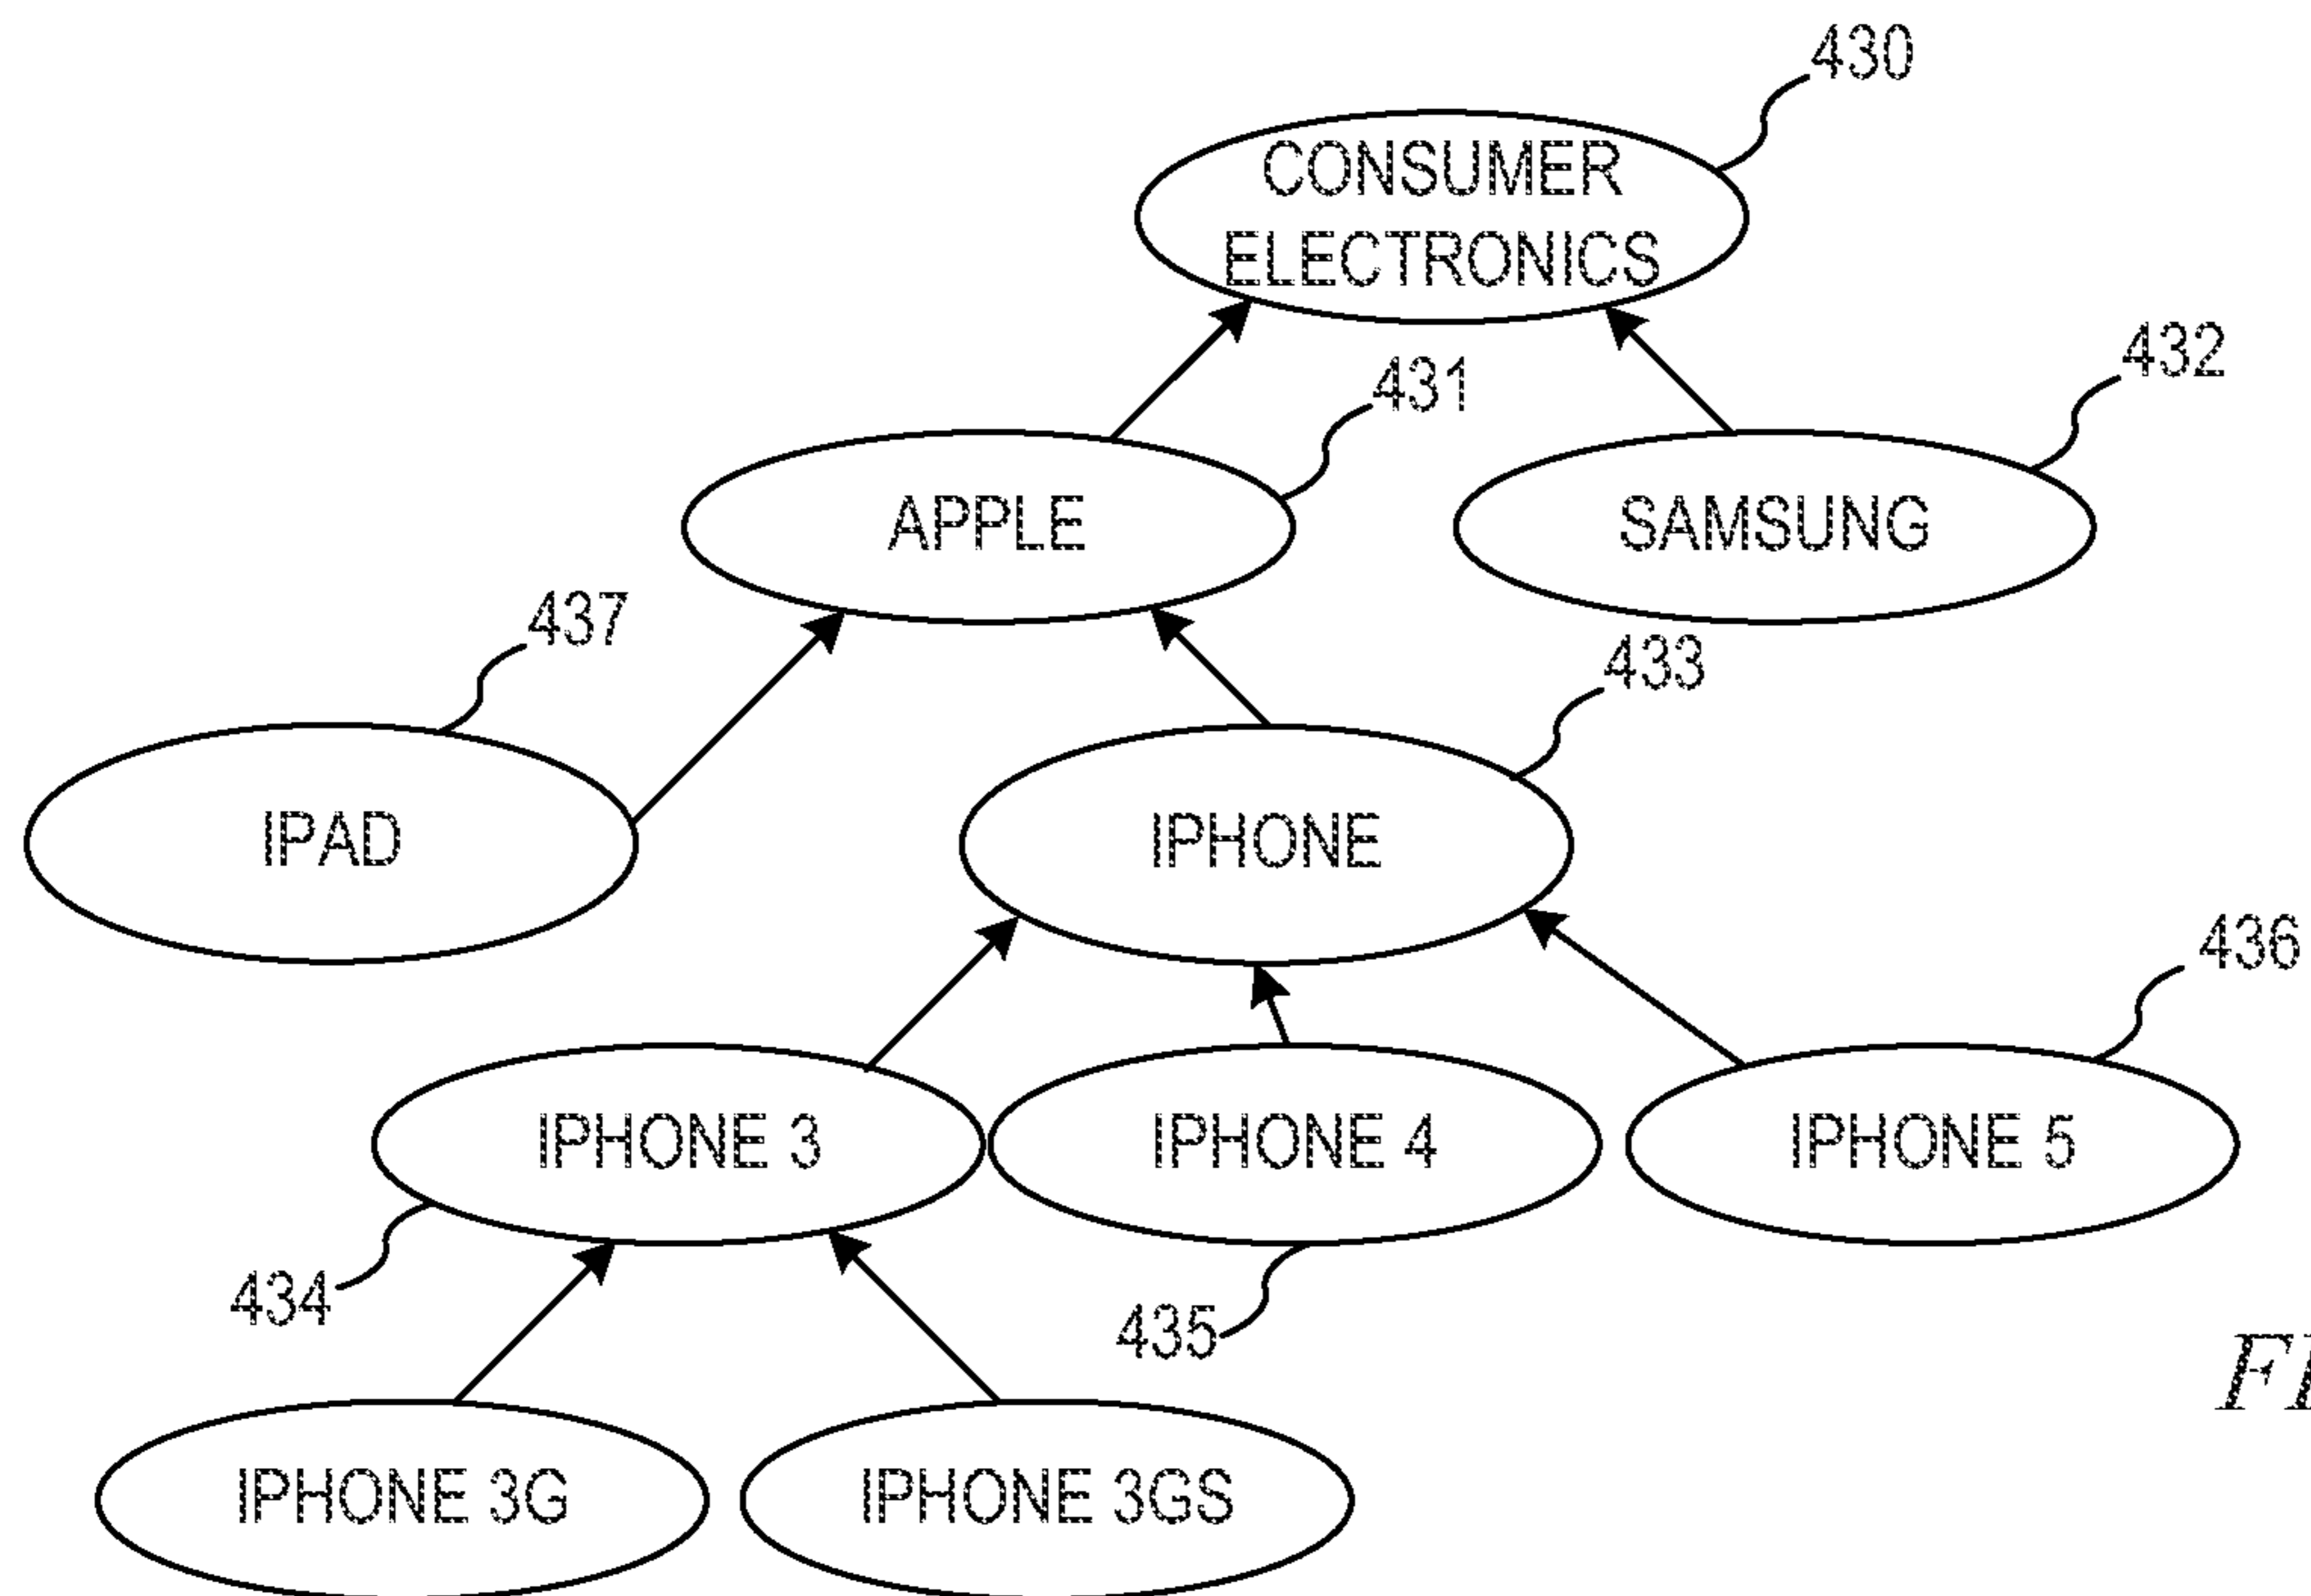 430
CONSUMER
ELECTRONICS
432
431
APPLE
SAMSUNG
437
433
IPAD
IPHONE
436
IPHONE 3
IPHONE 4
IPHONE 5
434
435
IPHONE 3G
IPHONE 3GS